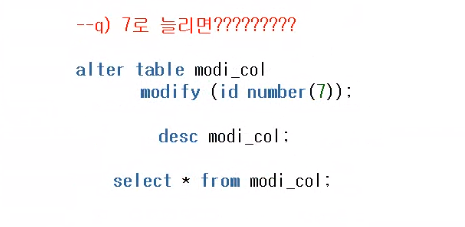 --q) 7로 늘리면?????????
alter table modi_col
modify (id number(7));
desc modi_col;
select * from modi_col;